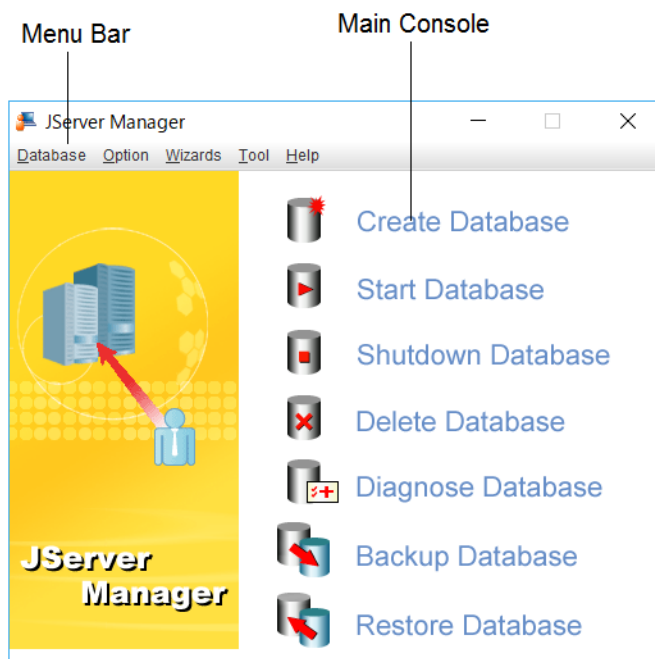 Menu Bar
Main Console
JServer Manager
Database Option Wizards Tool Help
Create Database
Start Database
Shutdown Database
Delete Database
Diagnose Database
Backup Database
Restore Database
JServer
Manager